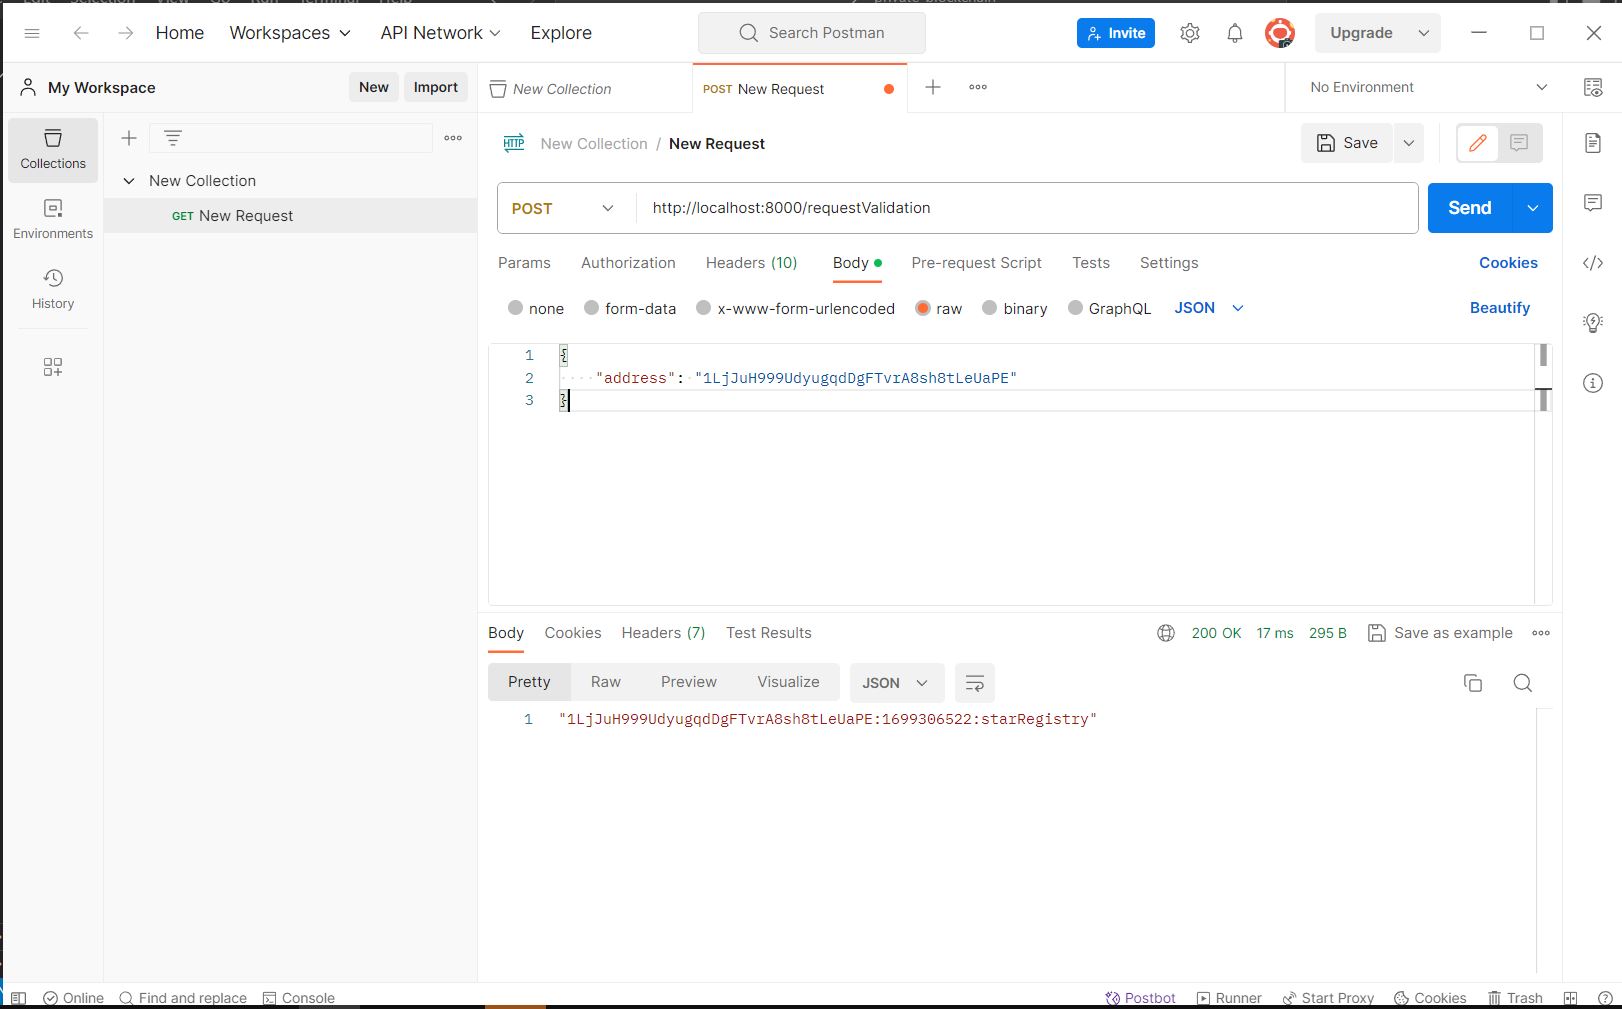 Home Workspaces API Network Explore Search Postman Invite Upgrade
My Workspace New Import New Collection POST New Request No Environment
Collections
Environments
History
New Collection
GET New Request
HTTP New Collection / New Request Save
POST http://localhost:8000/requestValidation Send
Params Authorization Headers (10) Body Pre-request Script Tests Settings Cookies
none form-data x-www-form-urlencoded raw binary GraphQL JSON Beautify
1 {
2 "address": "1LjJuH999UdyugqdDgFTvrA8sh8tLeUaPE"
3 }
Body Cookies Headers (7) Test Results 200 OK 17 ms 295 B Save as example
Pretty Raw Preview Visualize JSON
1 "1LjJuH999UdyugqdDgFTvrA8sh8tLeUaPE:1699306522:starRegistry"
Online Find and replace Console Postbot Runner Start Proxy Cookies Trash